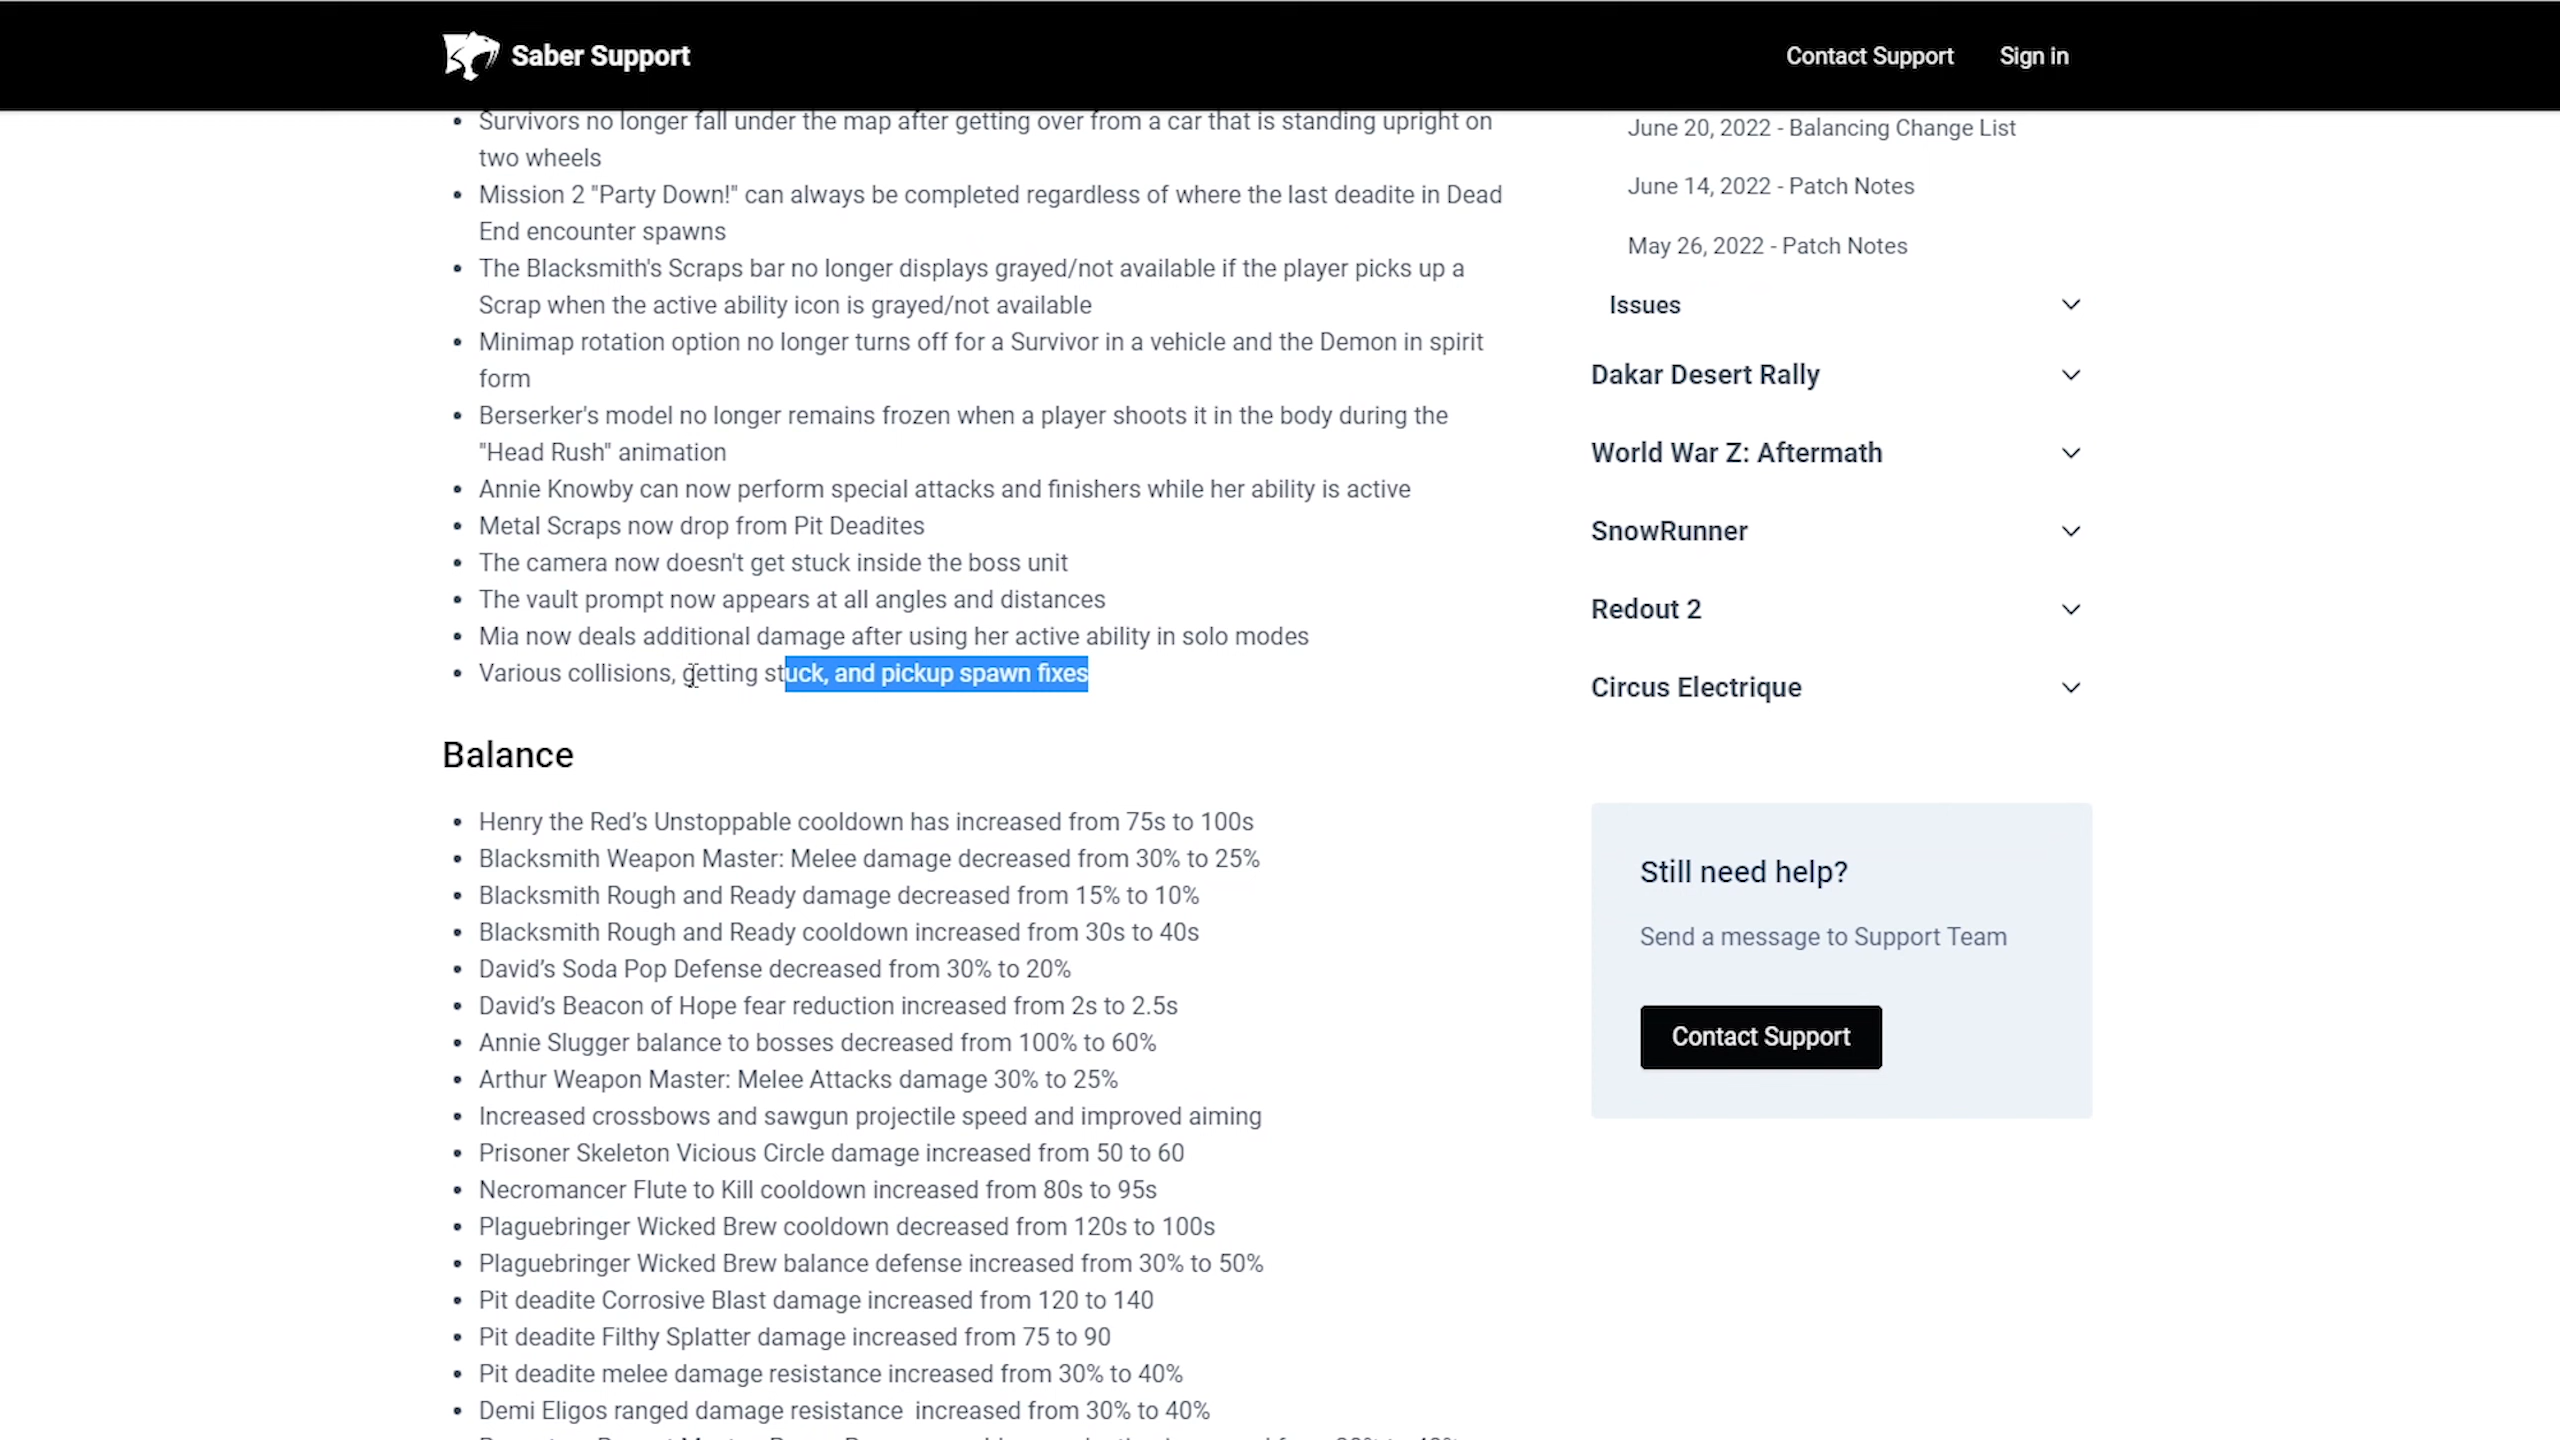 Saber Support
Contact Support
Sign in
Survivors no longer fall under the map after getting over from a car that is standing upright on
two wheels
Mission 2 "Party Down!" can always be completed regardless of where the last deadite in Dead
End encounter spawns
The Blacksmith's Scraps bar no longer displays grayed/not available if the player picks up a
Scrap when the active ability icon is grayed/not available
Minimap rotation option no longer turns off for a Survivor in a vehicle and the Demon in spirit
form
Berserker's model no longer remains frozen when a player shoots it in the body during the
"Head Rush" animation
Annie Knowby can now perform special attacks and finishers while her ability is active
Metal Scraps now drop from Pit Deadites
The camera now doesn't get stuck inside the boss unit
The vault prompt now appears at all angles and distances
Mia now deals additional damage after using her active ability in solo modes
Various collisions, getting stuck, and pickup spawn fixes
Balance
Henry the Red’s Unstoppable cooldown has increased from 75s to 100s
Blacksmith Weapon Master: Melee damage decreased from 30% to 25%
Blacksmith Rough and Ready damage decreased from 15% to 10%
Blacksmith Rough and Ready cooldown increased from 30s to 40s
David’s Soda Pop Defense decreased from 30% to 20%
David’s Beacon of Hope fear reduction increased from 2s to 2.5s
Annie Slugger balance to bosses decreased from 100% to 60%
Arthur Weapon Master: Melee Attacks damage 30% to 25%
Increased crossbows and sawgun projectile speed and improved aiming
Prisoner Skeleton Vicious Circle damage increased from 50 to 60
Necromancer Flute to Kill cooldown increased from 80s to 95s
Plaguebringer Wicked Brew cooldown decreased from 120s to 100s
Plaguebringer Wicked Brew balance defense increased from 30% to 50%
Pit deadite Corrosive Blast damage increased from 120 to 140
Pit deadite Filthy Splatter damage increased from 75 to 90
Pit deadite melee damage resistance increased from 30% to 40%
Demi Eligos ranged damage resistance  increased from 30% to 40%
June 20, 2022 - Balancing Change List
June 14, 2022 - Patch Notes
May 26, 2022 - Patch Notes
Issues
Dakar Desert Rally
World War Z: Aftermath
SnowRunner
Redout 2
Circus Electrique
Still need help?
Send a message to Support Team
Contact Support